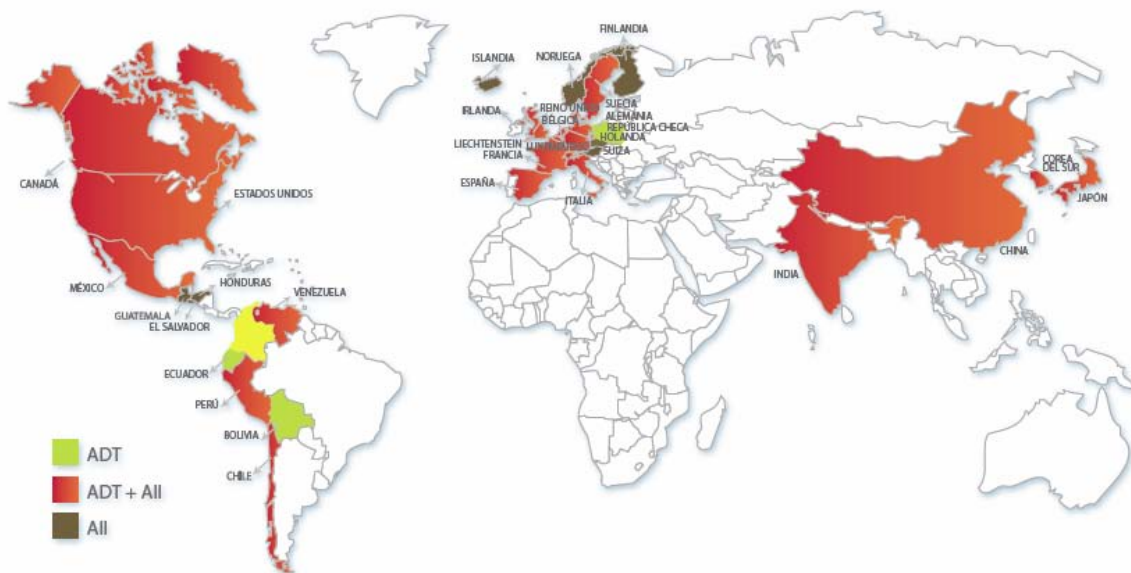 FINLANDIA
NORUEGA
ISLANDIA
IRLANDA
REINO UNIDO
SUECIA
BÉLGICA
ALEMANIA
REPÚBLICA CHECA
HOLANDA
LIECHTENSTEIN
LUXEMBURGO
SUIZA
FRANCIA
ESPAÑA
ITALIA
CANADÁ
ESTADOS UNIDOS
COREA
DEL SUR
JAPÓN
CHINA
INDIA
MÉXICO
HONDURAS
VENEZUELA
GUATEMALA
EL SALVADOR
ECUADOR
PERÚ
BOLIVIA
CHILE
ADT
ADT + AII
AII